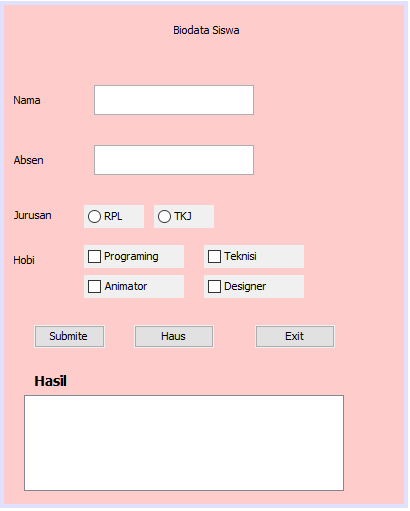 Biodata Siswa
Nama
Absen
Jurusan RPL TKJ
Hobi Programing Teknisi
Animator Designer
Submite Haus Exit
Hasil